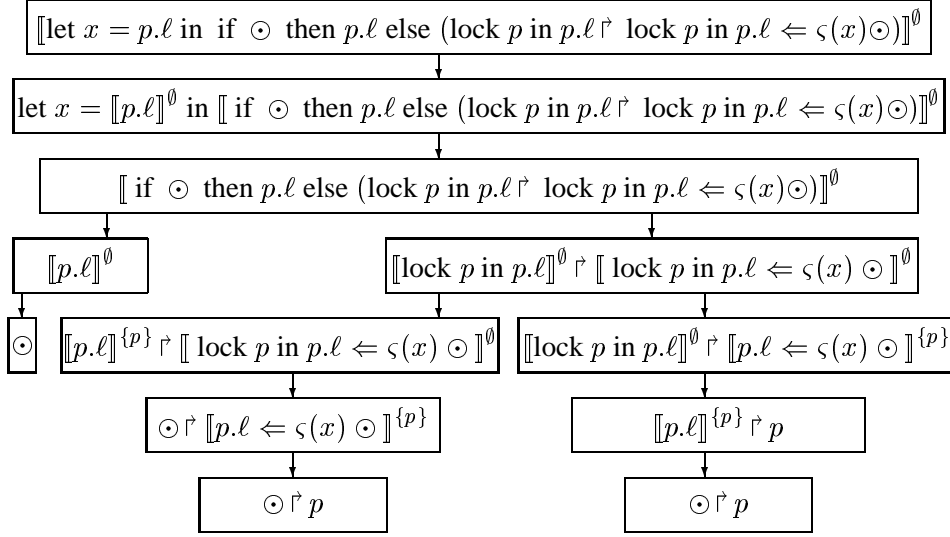 ⟦let x = p.ℓ in if ⊙ then p.ℓ else (lock p in p.ℓ ↱ lock p in p.ℓ ⇐ ς(x)⊙)⟧^∅
let x = ⟦p.ℓ⟧^∅ in ⟦ if ⊙ then p.ℓ else (lock p in p.ℓ ↱ lock p in p.ℓ ⇐ ς(x)⊙)⟧^∅
⟦ if ⊙ then p.ℓ else (lock p in p.ℓ ↱ lock p in p.ℓ ⇐ ς(x)⊙)⟧^∅
⟦p.ℓ⟧^∅ ⟦lock p in p.ℓ⟧^∅ ↱ ⟦ lock p in p.ℓ ⇐ ς(x) ⊙ ⟧^∅
⊙ ⟦p.ℓ⟧^{p} ↱ ⟦ lock p in p.ℓ ⇐ ς(x) ⊙ ⟧^∅ ⟦lock p in p.ℓ⟧^∅ ↱ ⟦p.ℓ ⇐ ς(x) ⊙ ⟧^{p}
⊙ ↱ ⟦p.ℓ ⇐ ς(x) ⊙ ⟧^{p} ⟦p.ℓ⟧^{p} ↱ p
⊙ ↱ p ⊙ ↱ p